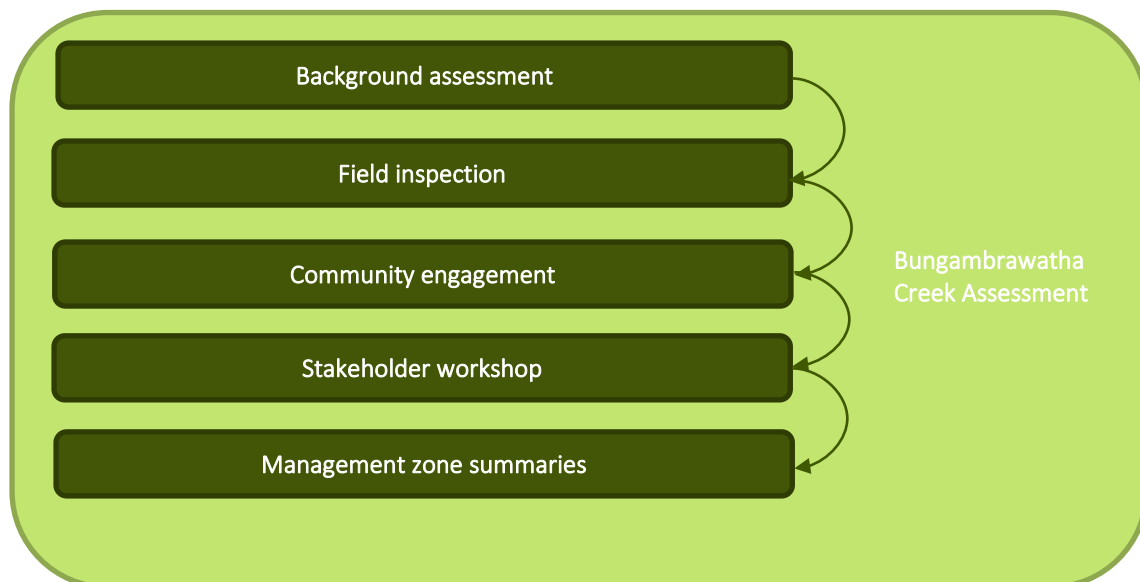 Background assessment
Field inspection
Community engagement
Bungambrawatha
Creek Assessment
Stakeholder workshop
Management zone summaries